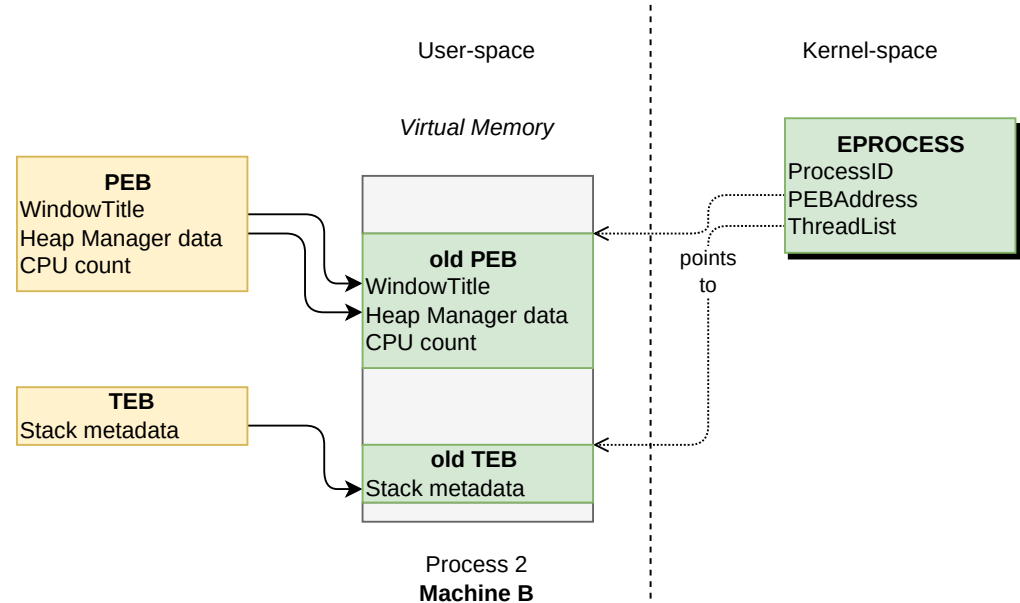 User-space
Kernel-space
Virtual Memory
PEB
WindowTitle
Heap Manager data
CPU count
old PEB
WindowTitle
Heap Manager data
CPU count
EPROCESS
ProcessID
PEBAddress
ThreadList
points
to
TEB
Stack metadata
old TEB
Stack metadata
Process 2
Machine B